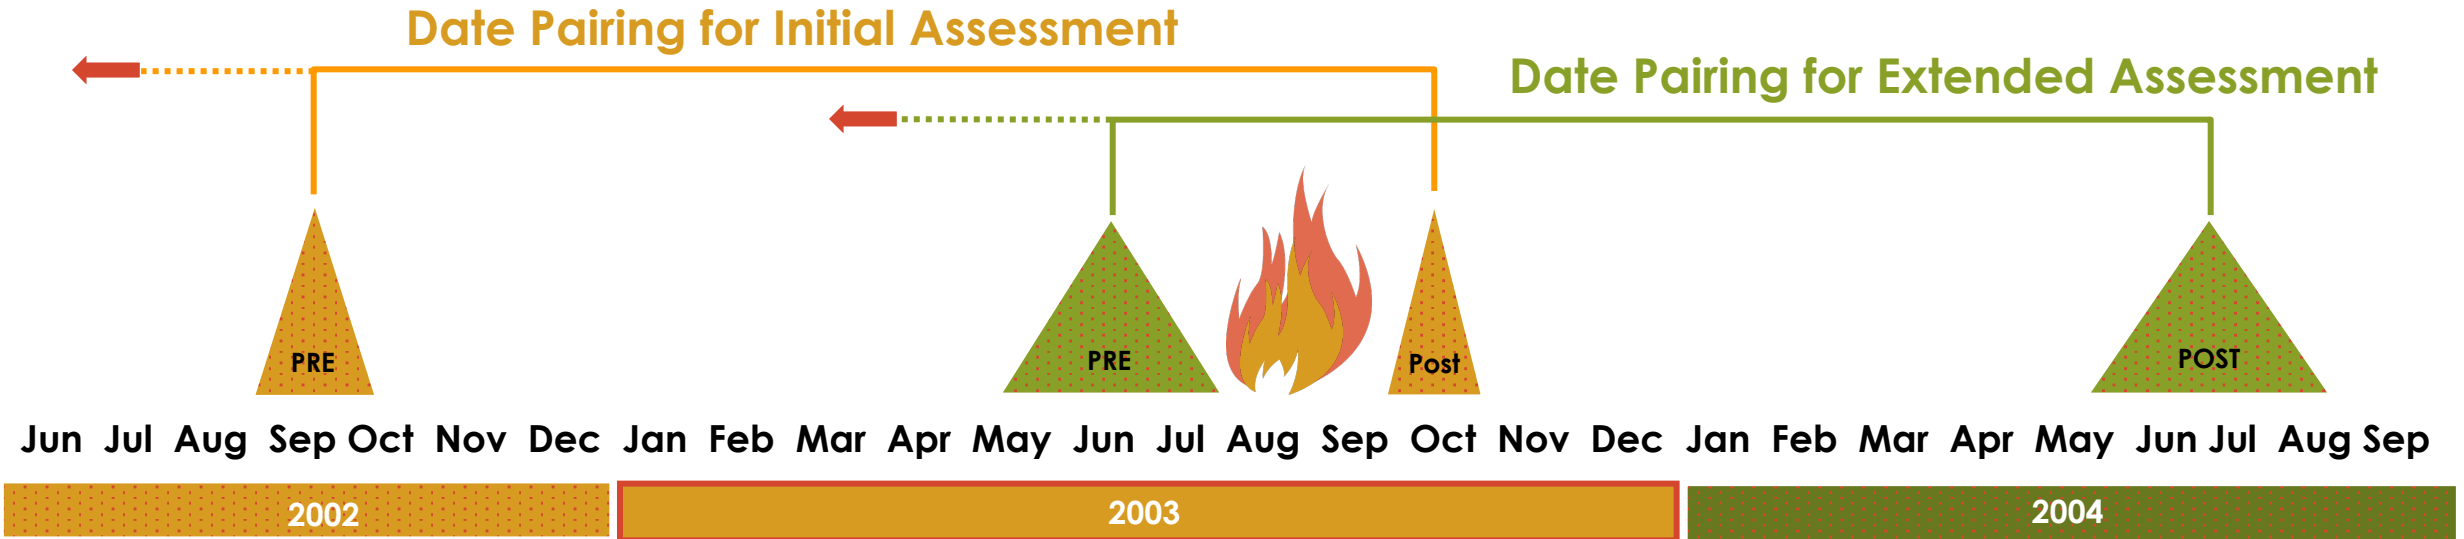 Date Pairing for Initial Assessment
Date Pairing for Extended Assessment
PRE PRE Post POST
Jun Jul Aug Sep Oct Nov Dec Jan Feb Mar Apr May Jun Jul Aug Sep Oct Nov Dec Jan Feb Mar Apr May Jun Jul Aug Sep
2002 2003 2004